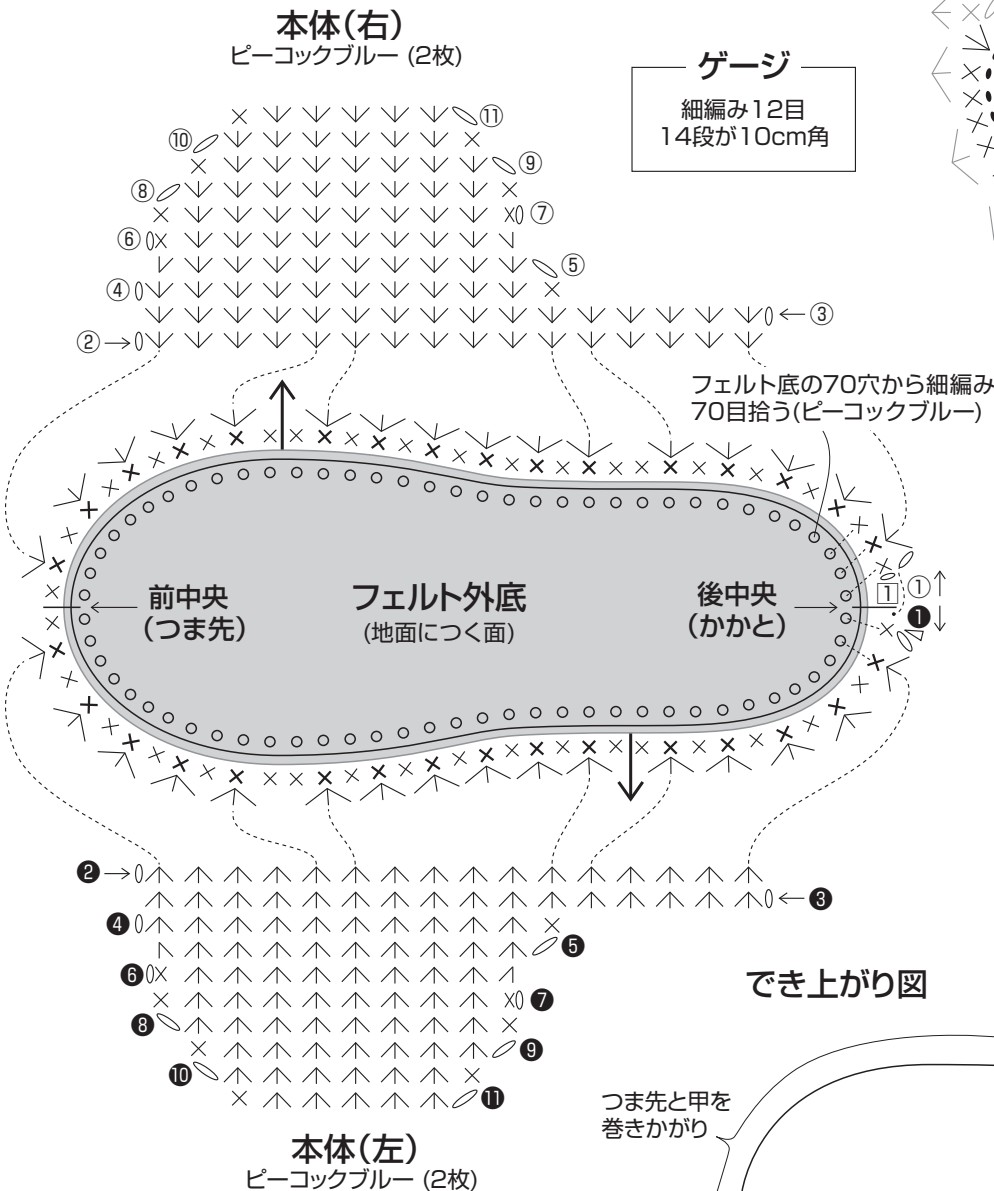 本体(右)
ピーコックブルー (2枚)
ゲージ
細編み12目
14段が10cm角
⑪
⑩
⑨
⑧
⑦
⑥
⑤
④
③
②
フェルト底の70穴から細編み
70目拾う(ピーコックブルー)
前中央
(つま先)
フェルト外底
(地面につく面)
後中央
(かかと)
1
①
❶
❷
❸
❹
❺
❻
❼
❽
❾
❿
⓫
本体(左)
ピーコックブルー (2枚)
でき上がり図
つま先と甲を
巻きかがり